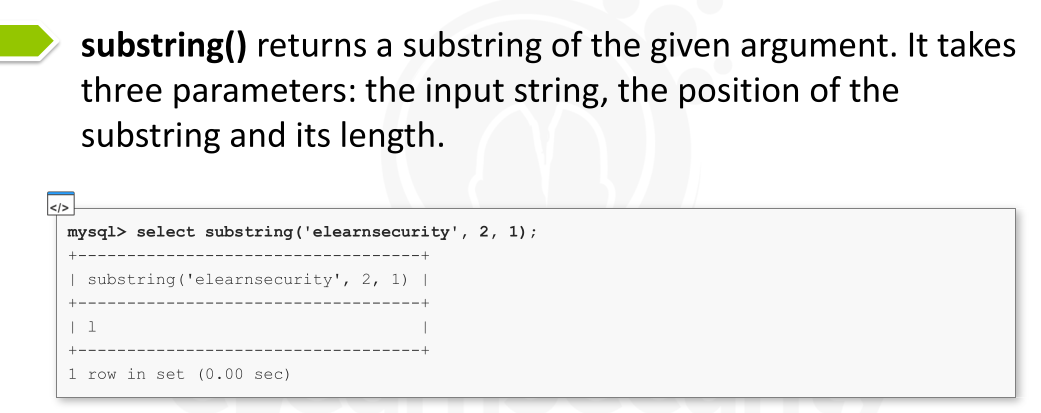 substring() returns a substring of the given argument. It takes
three parameters: the input string, the position of the
substring and its length.
</>
mysql> select substring('elearnsecurity', 2, 1);
+-----------------------------------+
| substring('elearnsecurity', 2, 1) |
+-----------------------------------+
| l                                 |
+-----------------------------------+
1 row in set (0.00 sec)